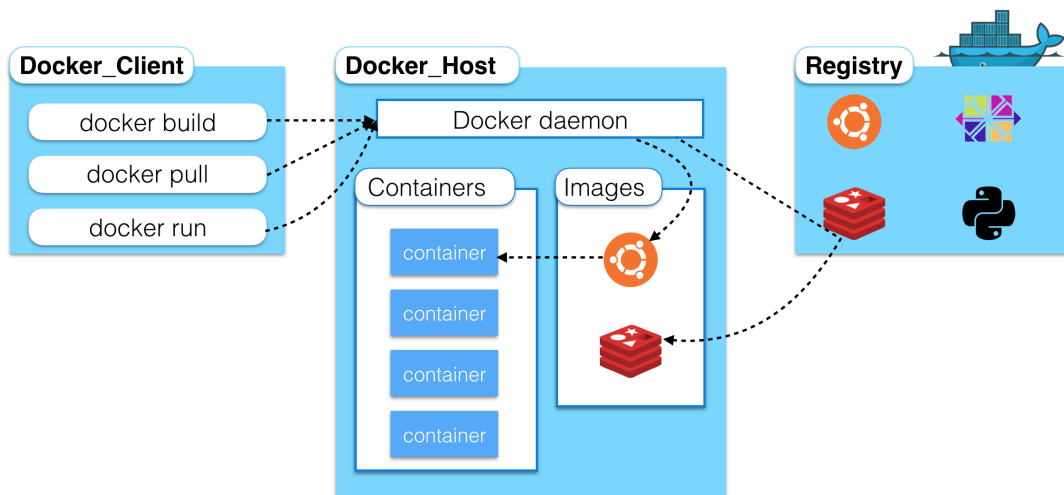 Docker_Client
docker build
docker pull
docker run
Docker_Host
Docker daemon
Containers
container
container
container
container
Images
Registry